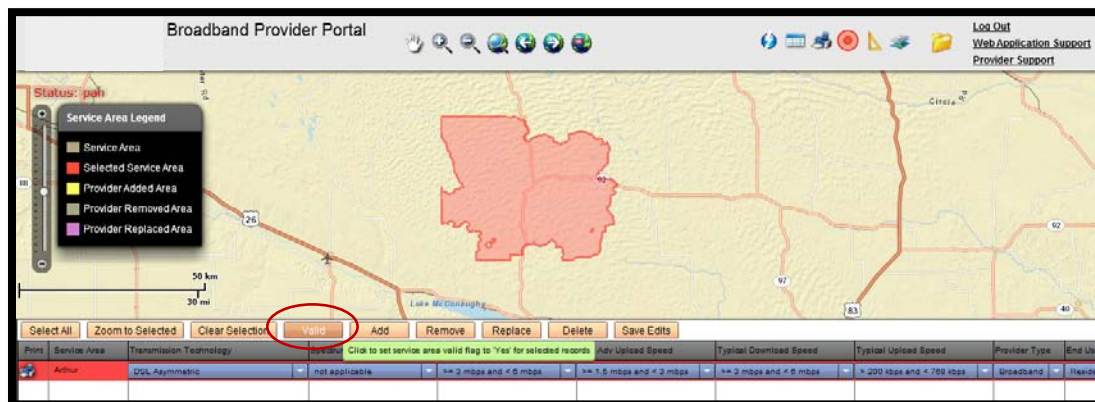 Broadband Provider Portal
Log Out
Web Application Support
Provider Support
Status: pah
Circle Rd
Service Area Legend
Service Area
Selected Service Area
Provider Added Area
Provider Removed Area
Provider Replaced Area
92
26
92
97
83
40
50 km
30 mi
Lake McConaughy
Select All Zoom to Selected Clear Selection Valid Add Remove Replace Delete Save Edits
Print Service Area Transmission Technology Click to set service area valid flag to 'Yes' for selected records Adv Upload Speed Typical Download Speed Typical Upload Speed Provider Type End Us
Arthur DSL Asymmetric not applicable >= 3 mbps and < 6 mbps >= 1.5 mbps and < 3 mbps >= 3 mbps and < 6 mbps > 200 kbps and < 768 kbps Broadband Reside